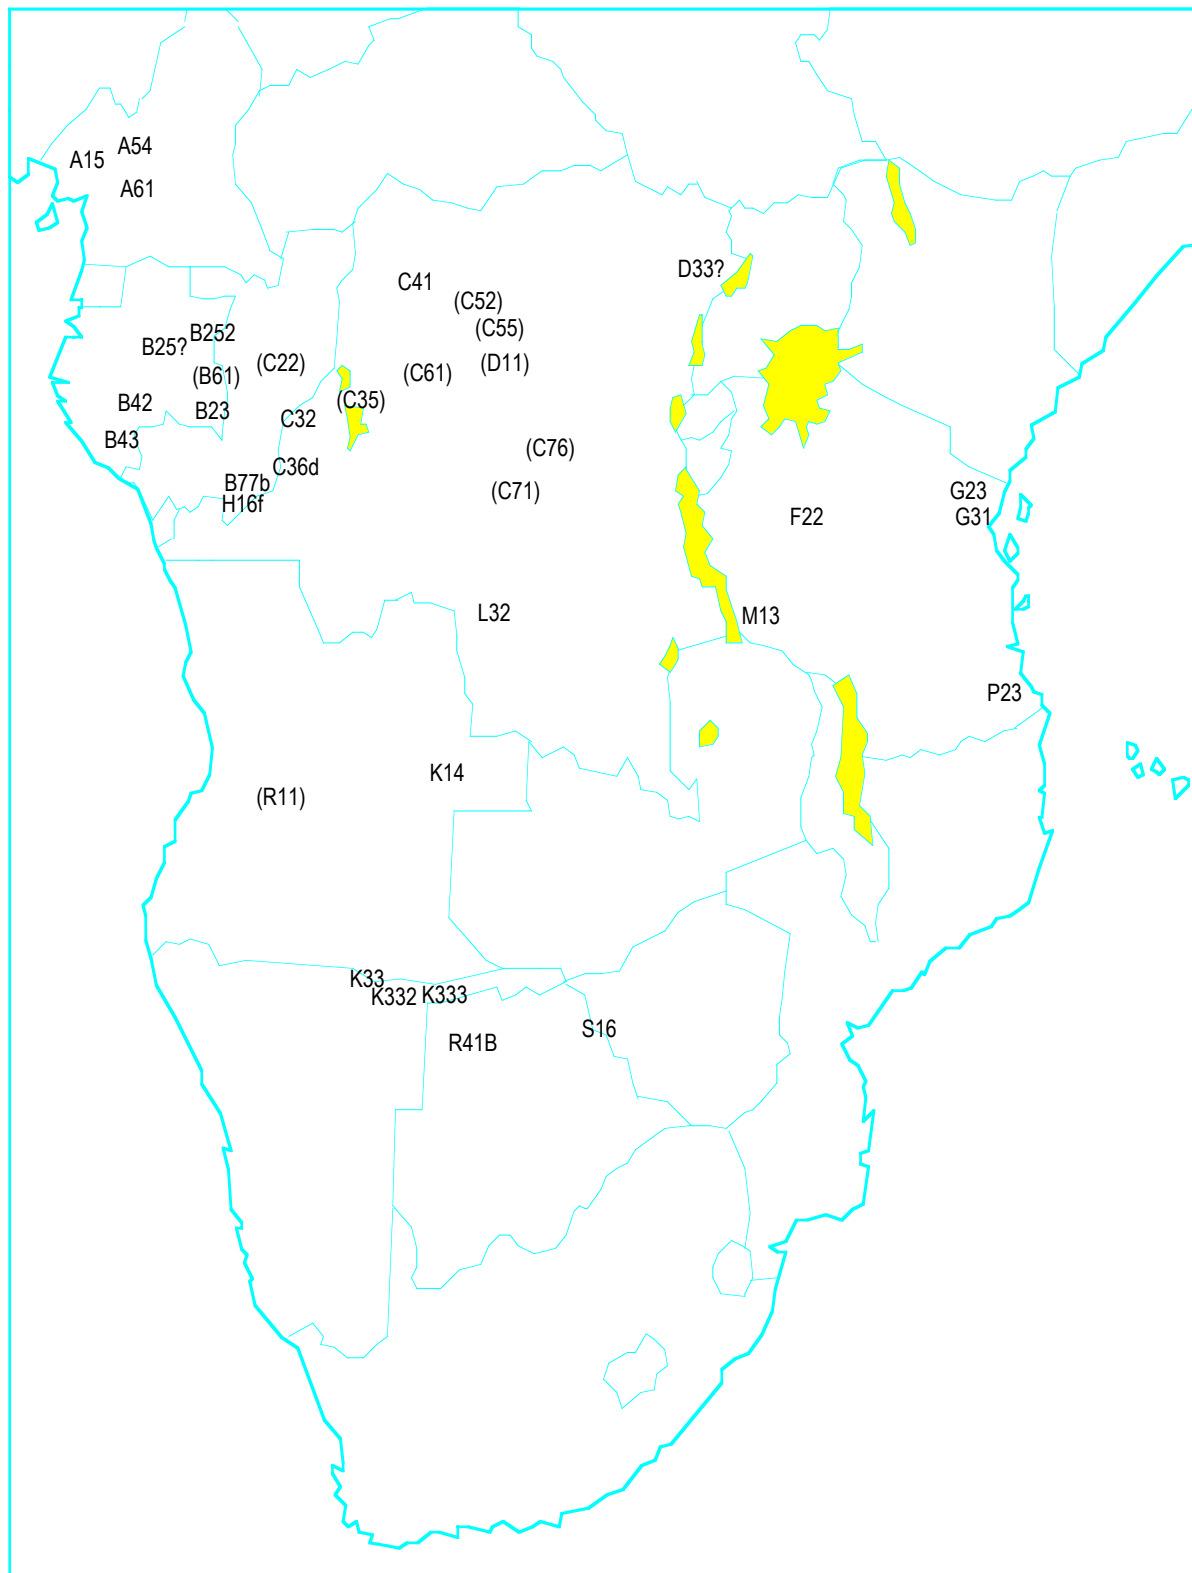 A54
A15
A61
D33?
C41
(C52)
(C55)
B252
B25?
(C22)
(D11)
(B61)
(C61)
(C35)
B42
B23
C32
B43
(C76)
C36d
B77b
(C71)
G23
H16f
F22
G31
L32
M13
P23
K14
(R11)
K33
K332
K333
S16
R41B